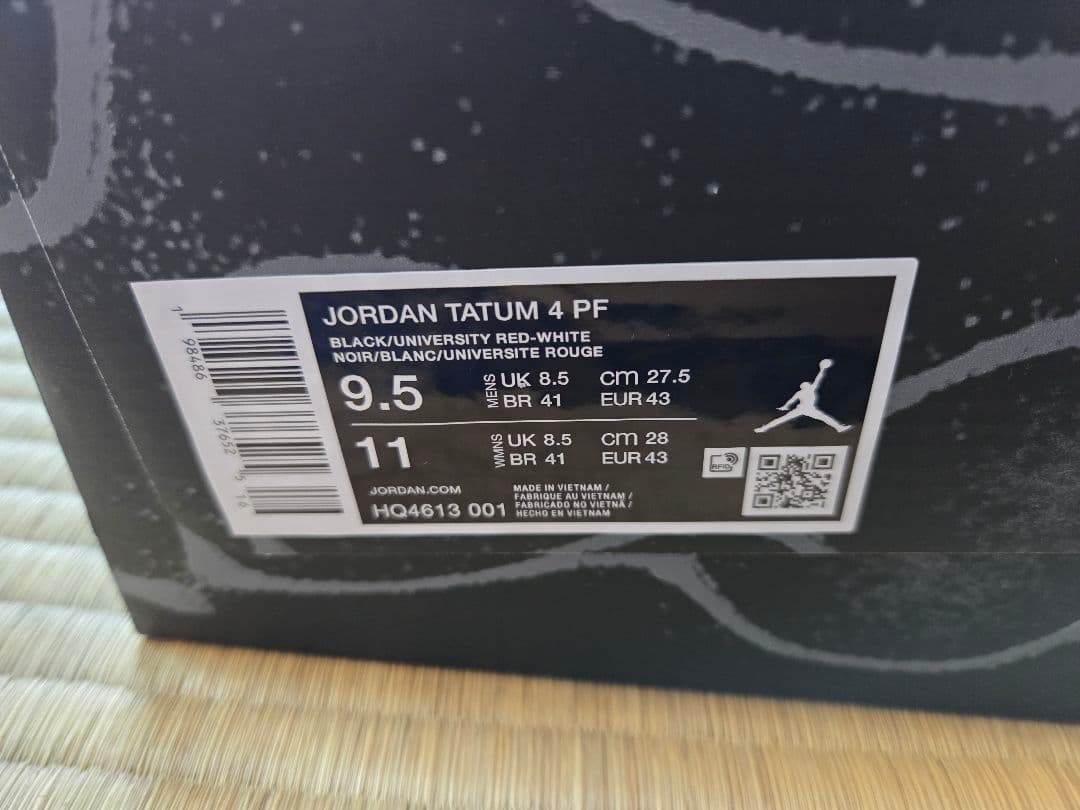 JORDAN TATUM 4 PF
BLACK/UNIVERSITY RED-WHITE
NOIR/BLANC/UNIVERSITE ROUGE
9.5 MENS UK 8.5 cm 27.5
BR 41 EUR 43
11 WMNS UK 8.5 cm 28
BR 41 EUR 43
RFID
JORDAN.COM
HQ4613 001
MADE IN VIETNAM /
FABRIQUE AU VIETNAM /
FABRICADO NO VIETNÃ /
HECHO EN VIETNAM